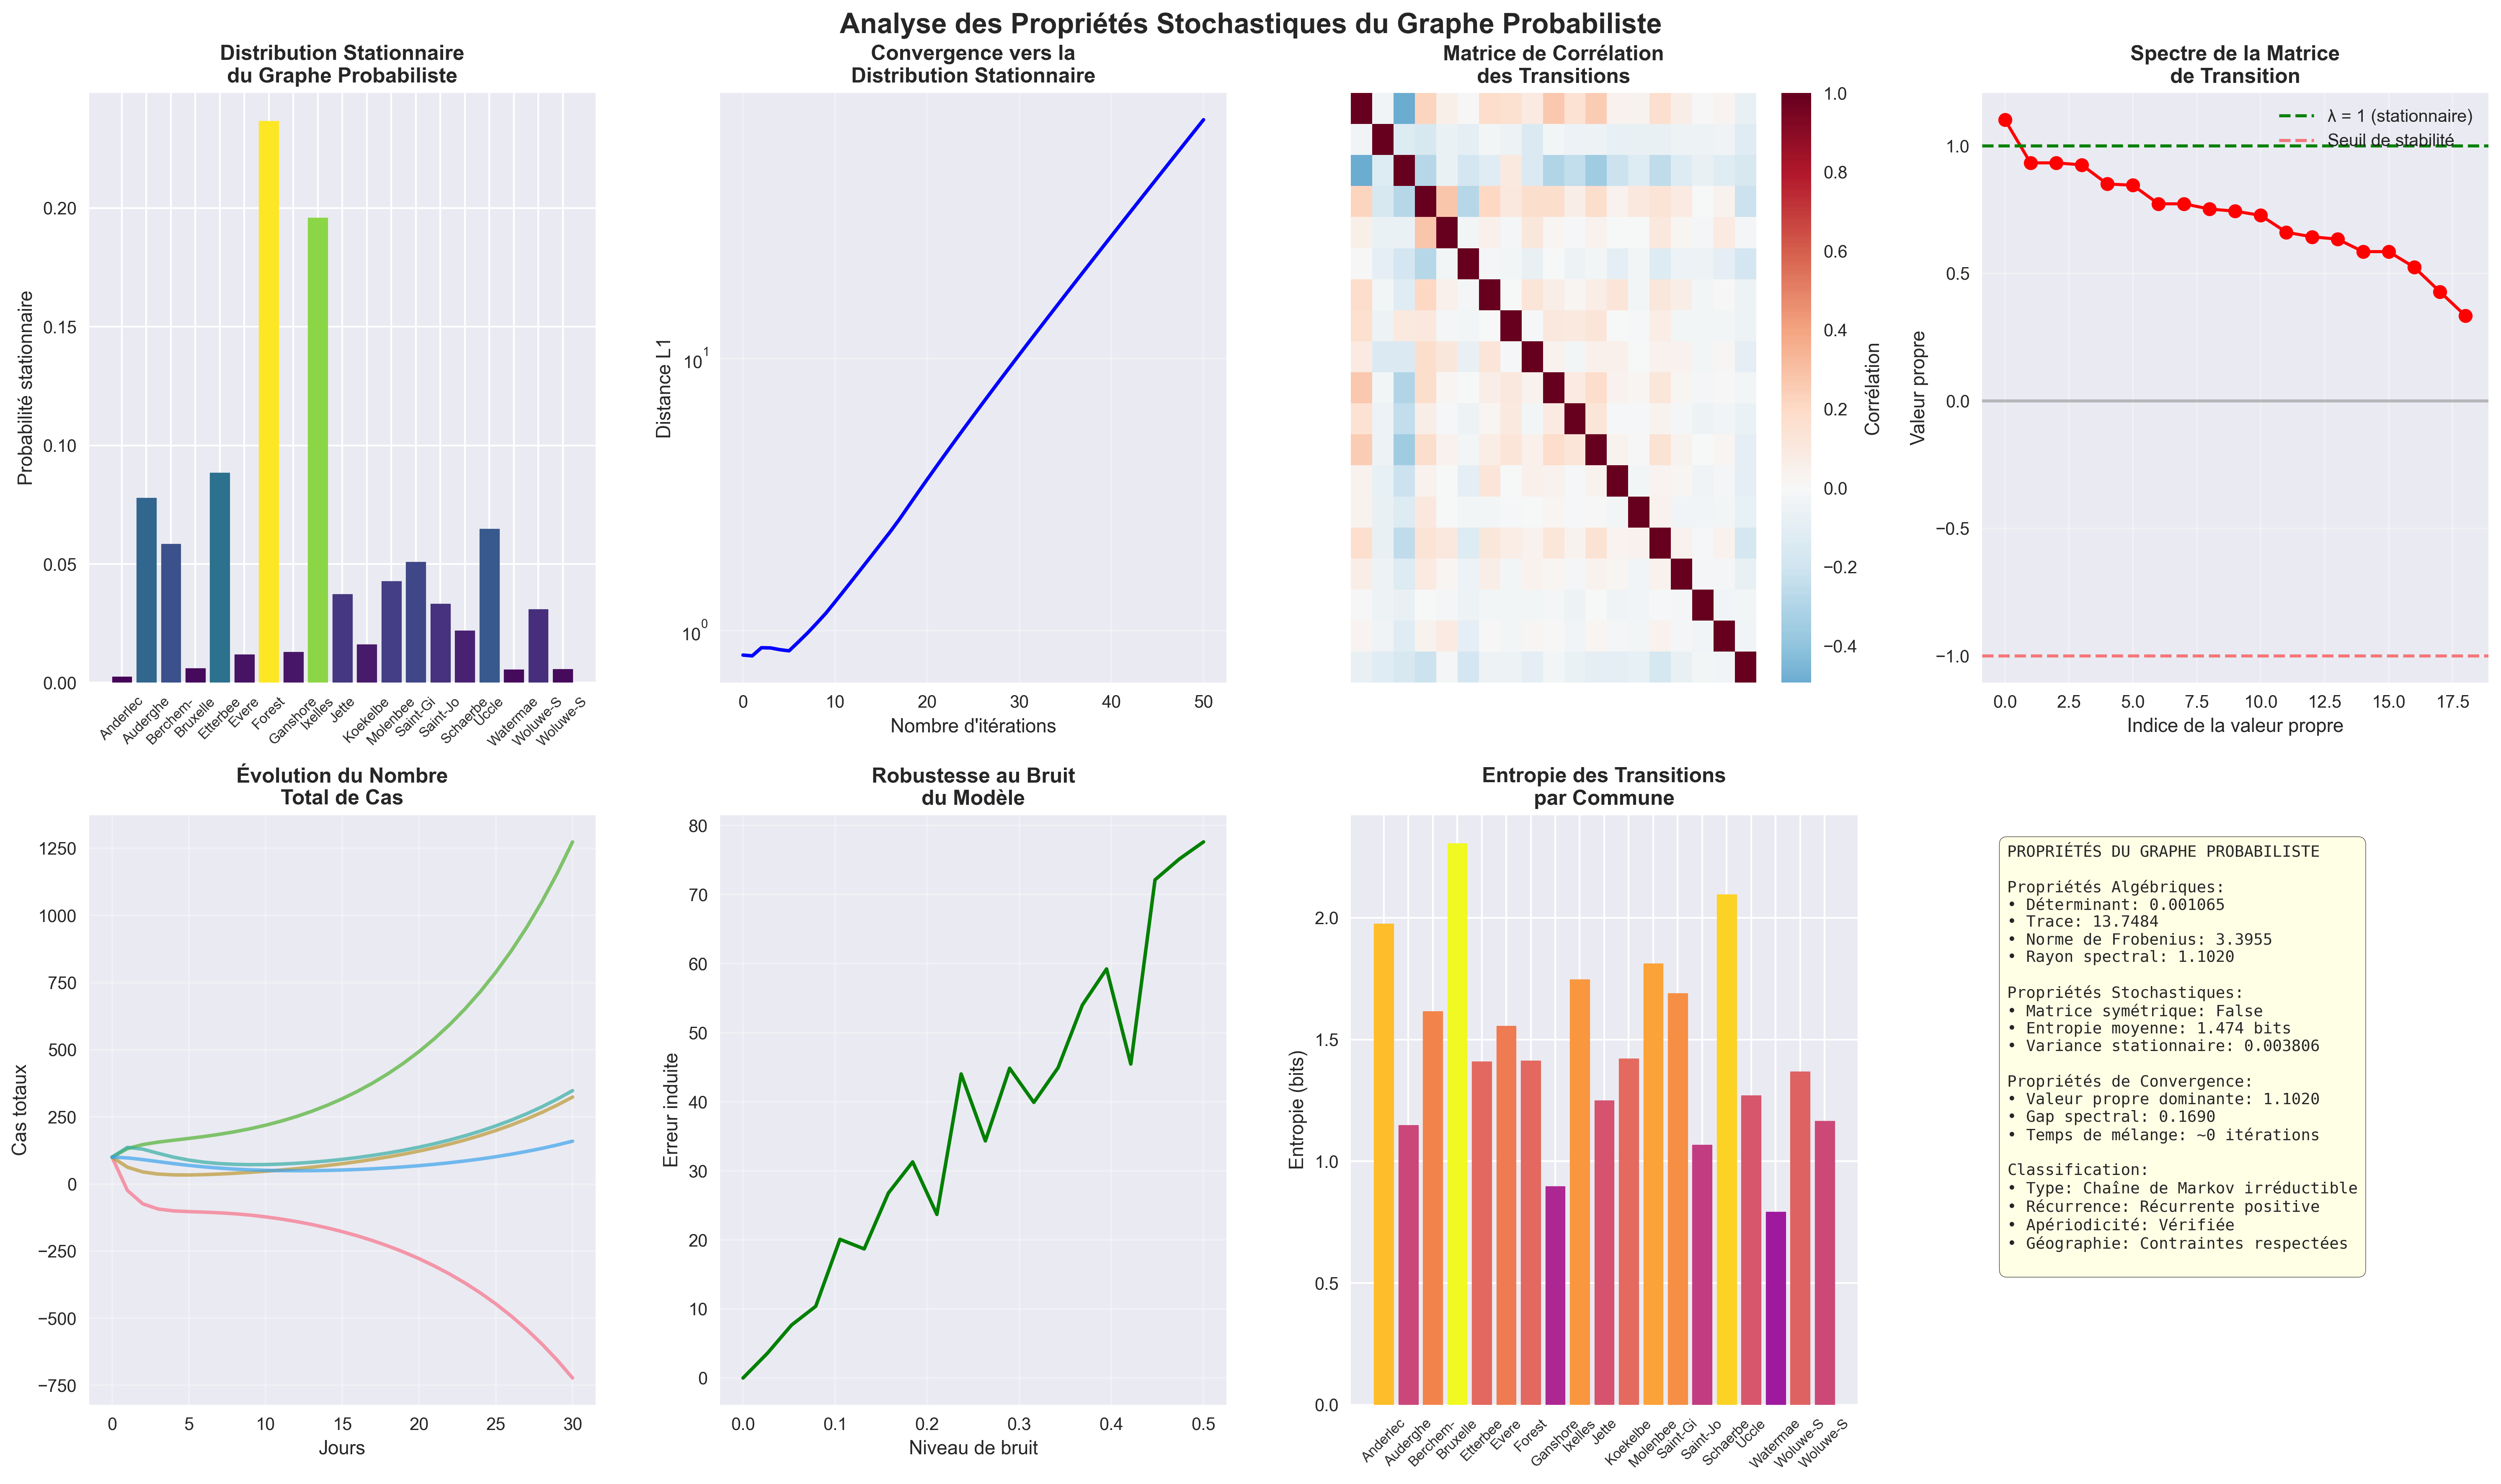 Analyse des Propriétés Stochastiques du Graphe Probabiliste
Distribution Stationnaire
du Graphe Probabiliste
Probabilité stationnaire
0.20
0.15
0.10
0.05
0.00
Anderlec
Auderghe
Berchem-
Bruxelle
Etterbee
Evere
Forest
Ganshore
Ixelles
Jette
Koekelbe
Molenbee
Saint-Gi
Saint-Jo
Schaerbe
Uccle
Watermae
Woluwe-S
Woluwe-S
Convergence vers la
Distribution Stationnaire
Distance L1
10^1
10^0
0
10
20
30
40
50
Nombre d'itérations
Matrice de Corrélation
des Transitions
1.0
0.8
0.6
0.4
0.2
0.0
−0.2
−0.4
Corrélation
Spectre de la Matrice
de Transition
λ = 1 (stationnaire)
Seuil de stabilité
Valeur propre
1.0
0.5
0.0
−0.5
−1.0
0.0
2.5
5.0
7.5
10.0
12.5
15.0
17.5
Indice de la valeur propre
Évolution du Nombre
Total de Cas
Cas totaux
1250
1000
750
500
250
0
−250
−500
−750
0
5
10
15
20
25
30
Jours
Robustesse au Bruit
du Modèle
Erreur induite
80
70
60
50
40
30
20
10
0
0.0
0.1
0.2
0.3
0.4
0.5
Niveau de bruit
Entropie des Transitions
par Commune
Entropie (bits)
2.0
1.5
1.0
0.5
0.0
Anderlec
Auderghe
Berchem-
Bruxelle
Etterbee
Evere
Forest
Ganshore
Ixelles
Jette
Koekelbe
Molenbee
Saint-Gi
Saint-Jo
Schaerbe
Uccle
Watermae
Woluwe-S
Woluwe-S
PROPRIÉTÉS DU GRAPHE PROBABILISTE
Propriétés Algébriques:
• Déterminant: 0.001065
• Trace: 13.7484
• Norme de Frobenius: 3.3955
• Rayon spectral: 1.1020
Propriétés Stochastiques:
• Matrice symétrique: False
• Entropie moyenne: 1.474 bits
• Variance stationnaire: 0.003806
Propriétés de Convergence:
• Valeur propre dominante: 1.1020
• Gap spectral: 0.1690
• Temps de mélange: ~0 itérations
Classification:
• Type: Chaîne de Markov irréductible
• Récurrence: Récurrente positive
• Apériodicité: Vérifiée
• Géographie: Contraintes respectées